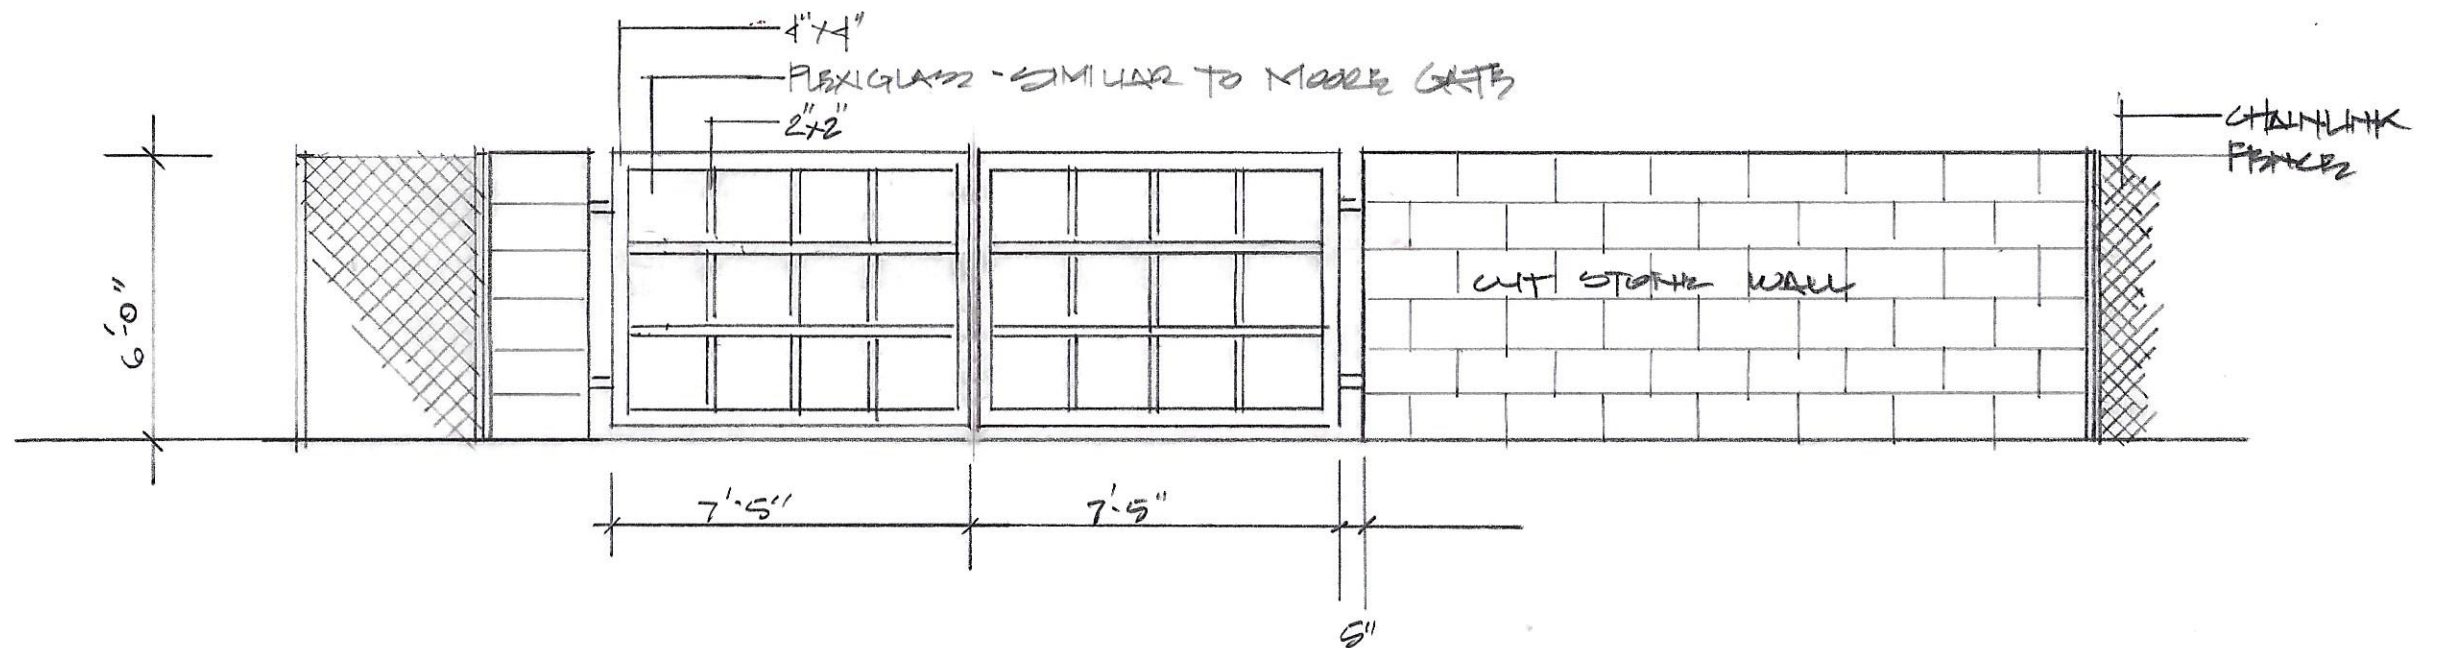 4"x4"
PLEXIGLASS - SIMILIAR TO MOORE GATE
2"x2"
CHAINLINK
FENCE
6'-0"
CUT STONE WALL
7'-5"
7'-5"
5"